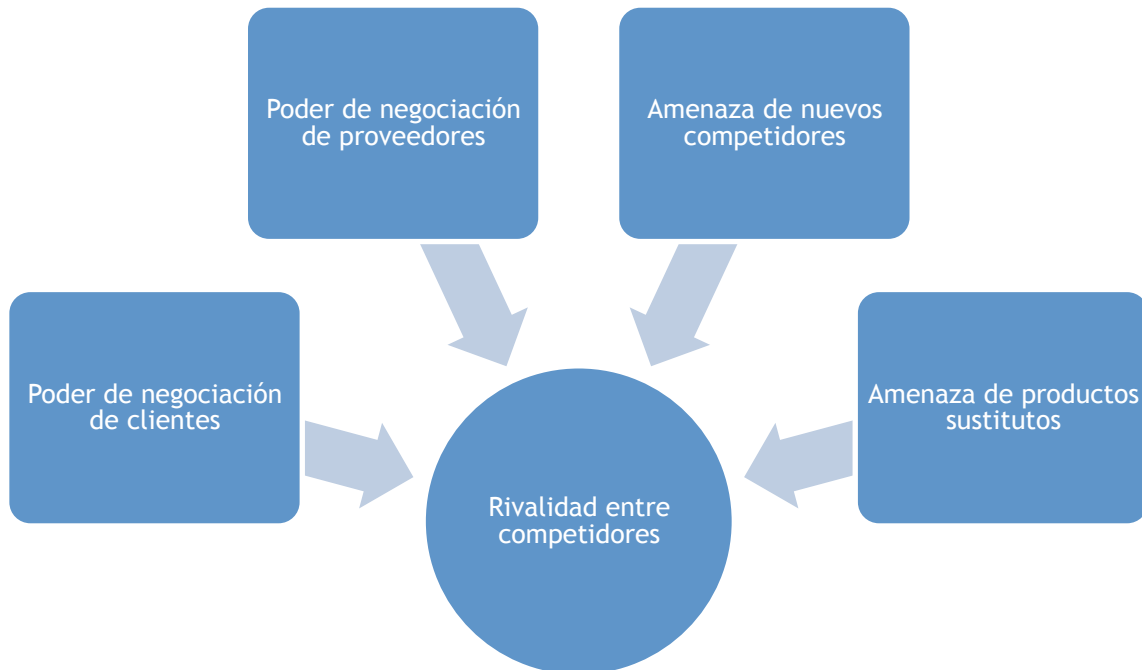 Poder de negociación
de proveedores
Amenaza de nuevos
competidores
Poder de negociación
de clientes
Amenaza de productos
sustitutos
Rivalidad entre
competidores